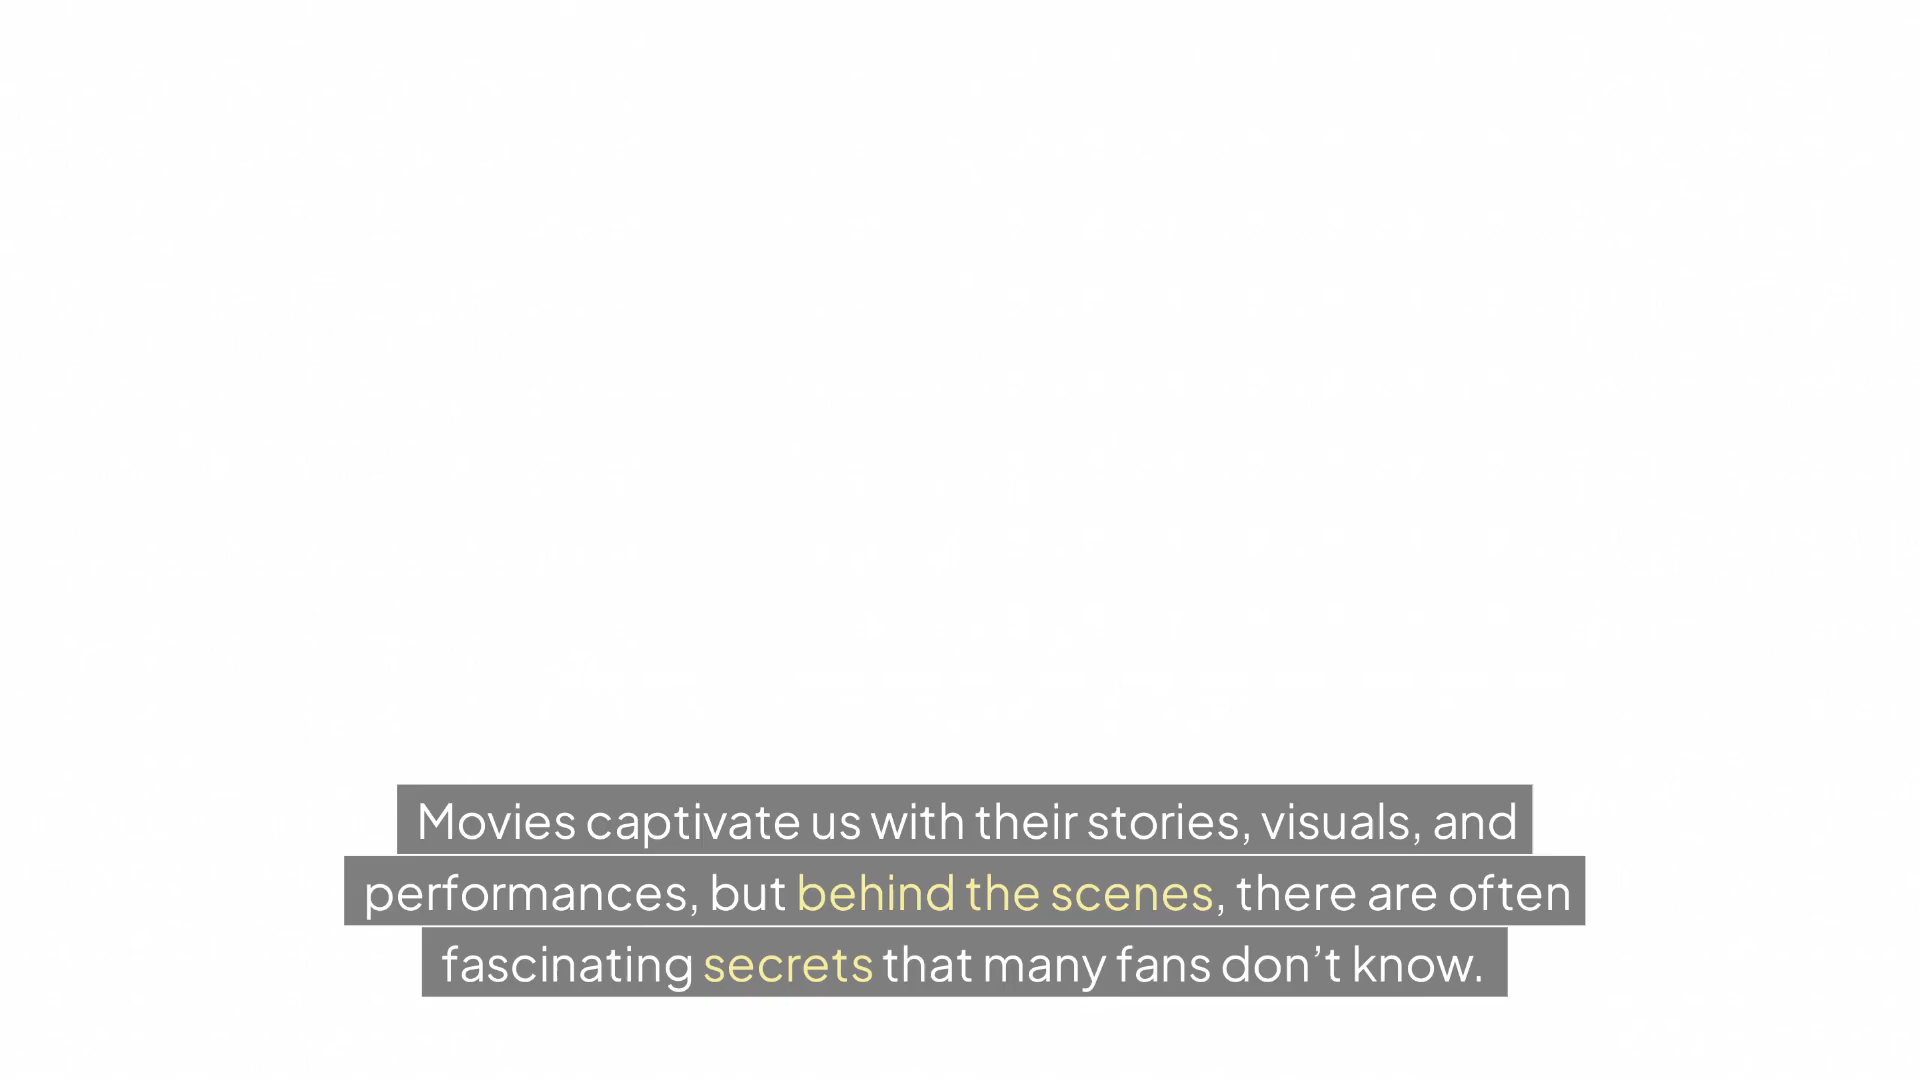 Movies captivate us with their stories, visuals, and
performances, but behind the scenes, there are often
fascinating secrets that many fans don’t know.